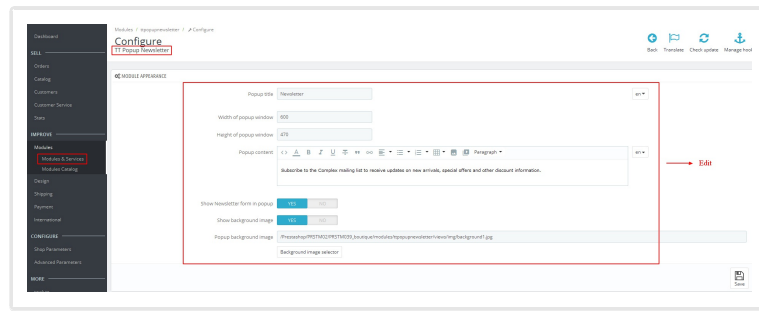 Dashboard
SELL
Orders
Catalog
Customers
Customer Service
Stats
IMPROVE
Modules
Modules & Services
Modules Catalog
Design
Shipping
Payment
International
CONFIGURE
Shop Parameters
Advanced Parameters
MORE
Modules / ttpopupnewsletter / Configure
Configure
TT Popup Newsletter
Back Translate Check update Manage hool
MODULE APPEARANCE
Popup title Newsletter en
Width of popup window 600
Height of popup window 470
Popup content Paragraph en
Subscribe to the Complex mailing list to receive updates on new arrivals, special offers and other discount information.
Edit
Show Newsletter form in popup YES NO
Show background image YES NO
Popup background image
Background image selector
Save